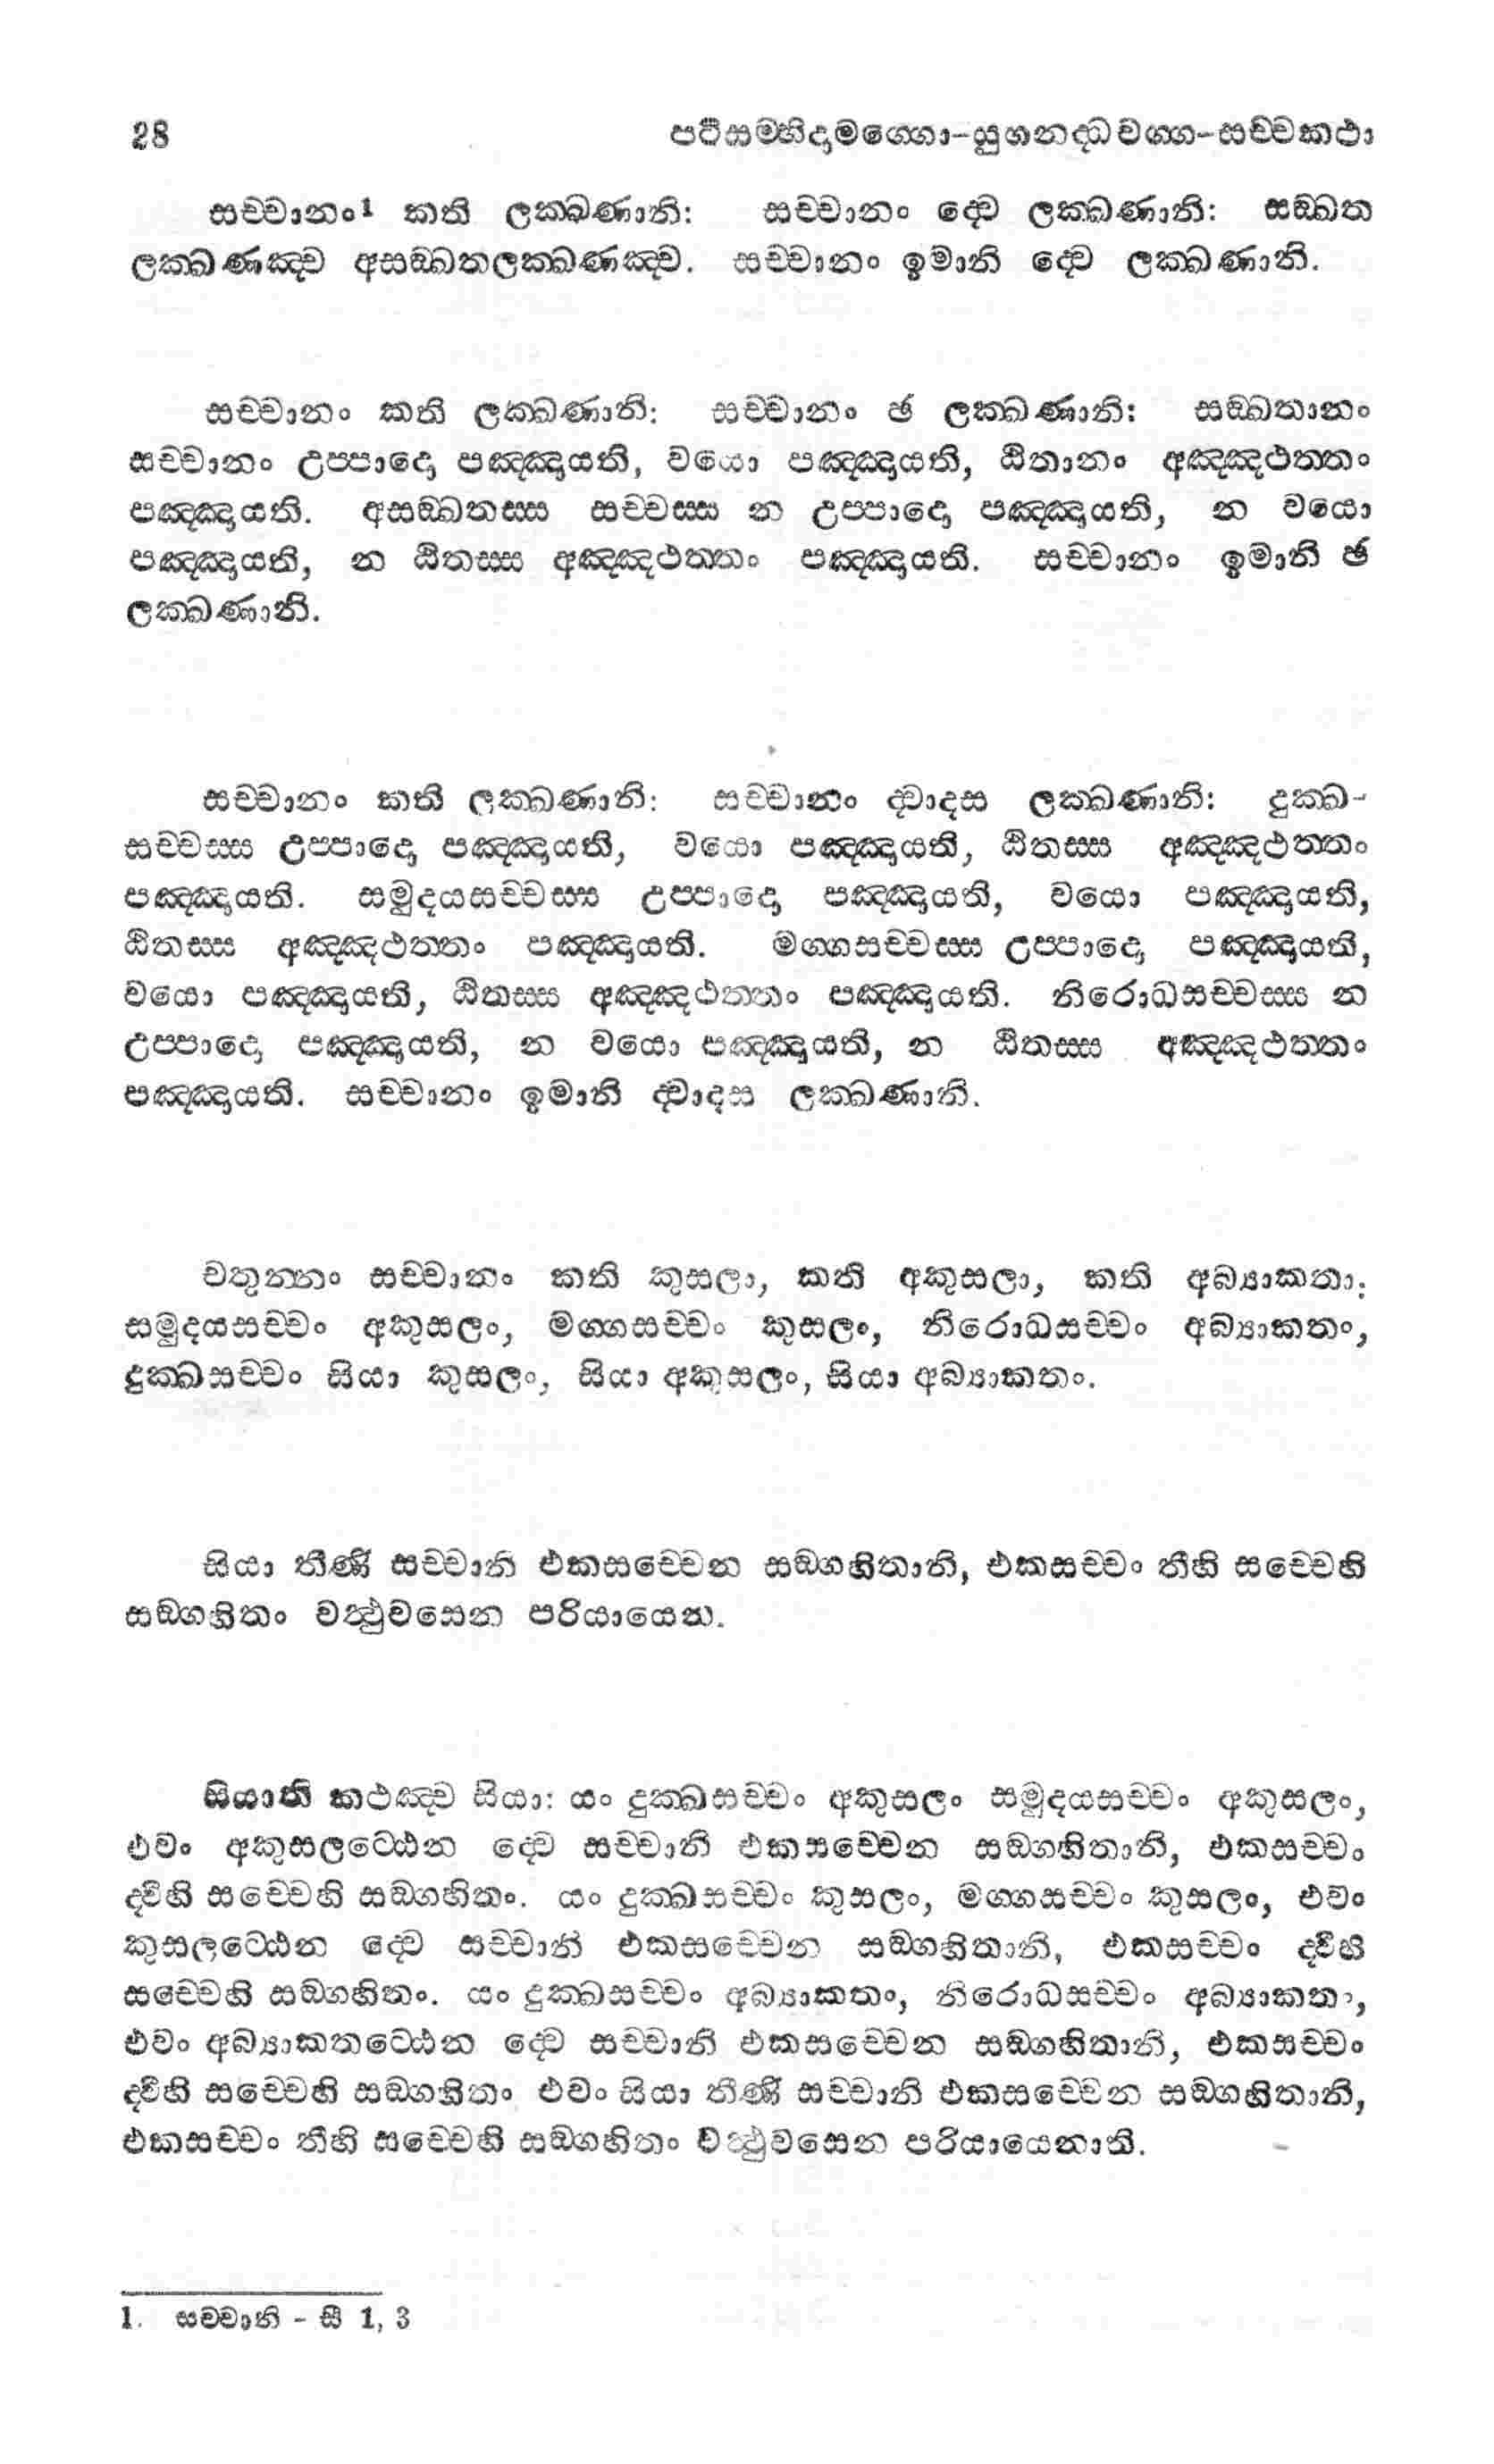 28 පටිසම්භිදාමග්ගො-යුගනද්ධවග්ග-සච්චකථා
සච්චානං1 කති ලක්ඛණානි: සච්චානං ද්වෙ ලක්ඛණානි: සඞ්ඛත
ලක්ඛණඤ්ච අසඞ්ඛතලක්ඛණඤ්ච. සච්චානං ඉමානි ද්වෙ ලක්ඛණානි.
සච්චානං කති ලක්ඛණානි: සච්චානං ඡ ලක්ඛණානි: සඞ්ඛතානං
සච්චානං උප්පාදො පඤ්ඤායති, වයො පඤ්ඤායති, ඨිතානං අඤ්ඤථත්තං
පඤ්ඤායති. අසඞ්ඛතස්ස සච්චස්ස න උප්පාදො පඤ්ඤායති, න වයො
පඤ්ඤායති, න ඨිතස්ස අඤ්ඤථත්තං පඤ්ඤායති. සච්චානං ඉමානි ඡ
ලක්ඛණානි.
සච්චානං කති ලක්ඛණානි: සච්චානං ද්වාදස ලක්ඛණානි: දුක්ඛ-
සච්චස්ස උප්පාදො පඤ්ඤායති, වයො පඤ්ඤායති, ඨිතස්ස අඤ්ඤථත්තං
පඤ්ඤායති. සමුදයසච්චස්ස උප්පාදො පඤ්ඤායති, වයො පඤ්ඤායති,
ඨිතස්ස අඤ්ඤථත්තං පඤ්ඤායති. මග්ගසච්චස්ස උප්පාදො පඤ්ඤායති,
වයො පඤ්ඤායති, ඨිතස්ස අඤ්ඤථත්තං පඤ්ඤායති. නිරොධසච්චස්ස න
උප්පාදො පඤ්ඤායති, න වයො පඤ්ඤායති, න ඨිතස්ස අඤ්ඤථත්තං
පඤ්ඤායති. සච්චානං ඉමානි ද්වාදස ලක්ඛණානි.
චතුන්නං සච්චානං කති කුසලා, කති අකුසලා, කති අබ්‍යාකතා:
සමුදයසච්චං අකුසලං, මග්ගසච්චං කුසලං, නිරොධසච්චං අබ්‍යාකතං,
දුක්ඛසච්චං සියා කුසලං, සියා අකුසලං, සියා අබ්‍යාකතං.
සියා තීණි සච්චානි එකසච්චෙන සඞ්ගහිතානි, එකසච්චං තීහි සච්චෙහි
සඞ්ගහිතං වත්ථුවසෙන පරියායෙන.
සියාති කථඤ්ච සියා: යං දුක්ඛසච්චං අකුසලං සමුදයසච්චං අකුසලං,
එවං අකුසලට්ඨෙන ද්වෙ සච්චානි එකසච්චෙන සඞ්ගහිතානි, එකසච්චං
ද්වීහි සච්චෙහි සඞ්ගහිතං. යං දුක්ඛසච්චං කුසලං, මග්ගසච්චං කුසලං, එවං
කුසලට්ඨෙන ද්වෙ සච්චානි එකසච්චෙන සඞ්ගහිතානි, එකසච්චං ද්වීහි
සච්චෙහි සඞ්ගහිතං. යං දුක්ඛසච්චං අබ්‍යාකතං, නිරොධසච්චං අබ්‍යාකතං,
එවං අබ්‍යාකතට්ඨෙන ද්වෙ සච්චානි එකසච්චෙන සඞ්ගහිතානි, එකසච්චං
ද්වීහි සච්චෙහි සඞ්ගහිතං. එවං සියා තීණි සච්චානි එකසච්චෙන සඞ්ගහිතානි,
එකසච්චං තීහි සච්චෙහි සඞ්ගහිතං වත්ථුවසෙන පරියායෙනාති.
1. සච්චානි - සී 1, 3